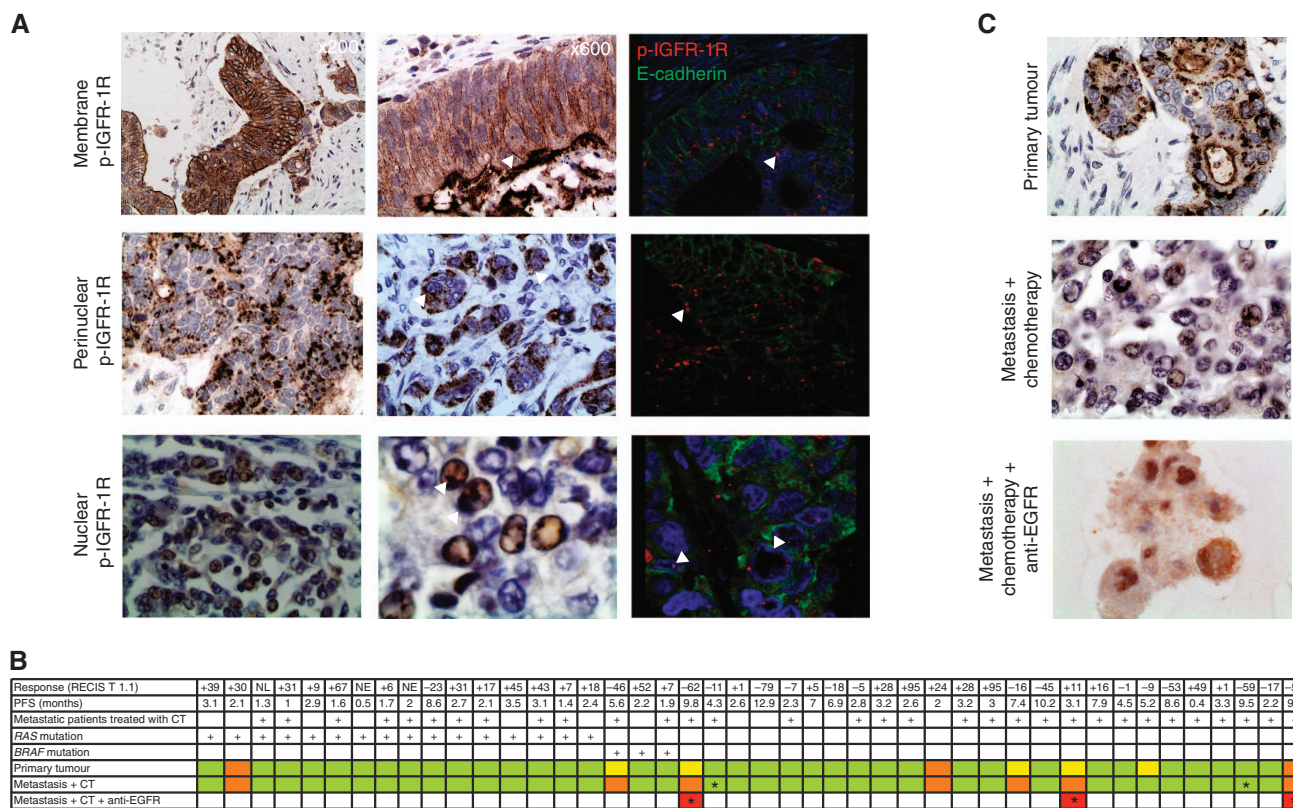 A
C
x200
x600
p-IGFR-1R
E-cadherin
Membrane
p-IGFR-1R
Perinuclear
p-IGFR-1R
Nuclear
p-IGFR-1R
Primary tumour
Metastasis +
chemotherapy
Metastasis +
chemotherapy +
anti-EGFR
B
Response (RECIS T 1.1) +39 +30 NL +31 +9 +67 NE +6 NE −23 +31 +17 +45 +43 +7 +18 −46 +52 +7 −62 −11 +1 −79 −7 +5 −18 −5 +28 +95 +24 +28 +95 −16 −45 +11 +16 −1 −9 −53 +49 +1 −59 −17
PFS (months) 3.1 2.1 1.3 1 2.9 1.6 0.5 1.7 2 8.6 2.7 2.1 3.5 3.1 1.4 2.4 5.6 2.2 1.9 9.8 4.3 2.6 12.9 2.3 7 6.9 2.8 3.2 2.6 2 3.2 3 7.4 10.2 3.1 7.9 4.5 5.2 8.6 0.4 3.3 9.5 2.2
Metastatic patients treated with CT + + + + + + + + + + + + + + + + + + + + + + + + +
RAS mutation + + + + + + + + + + + + + + + +
BRAF mutation + + +
Primary tumour
Metastasis + CT * *
Metastasis + CT + anti-EGFR * *